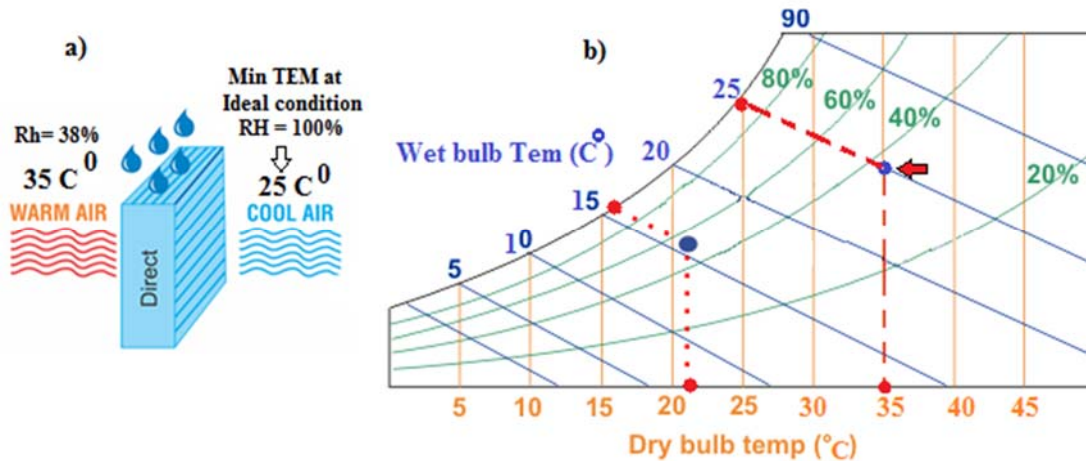 a)
Min TEM at
Ideal condition
RH = 100%
Rh= 38%
35 C⁰
25 C⁰
WARM AIR
COOL AIR
Direct
b)
90
80%
60%
40%
20%
Wet bulb Tem (C°)
25
20
15
10
5
5 10 15 20 25 30 35 40 45
Dry bulb temp (°C)